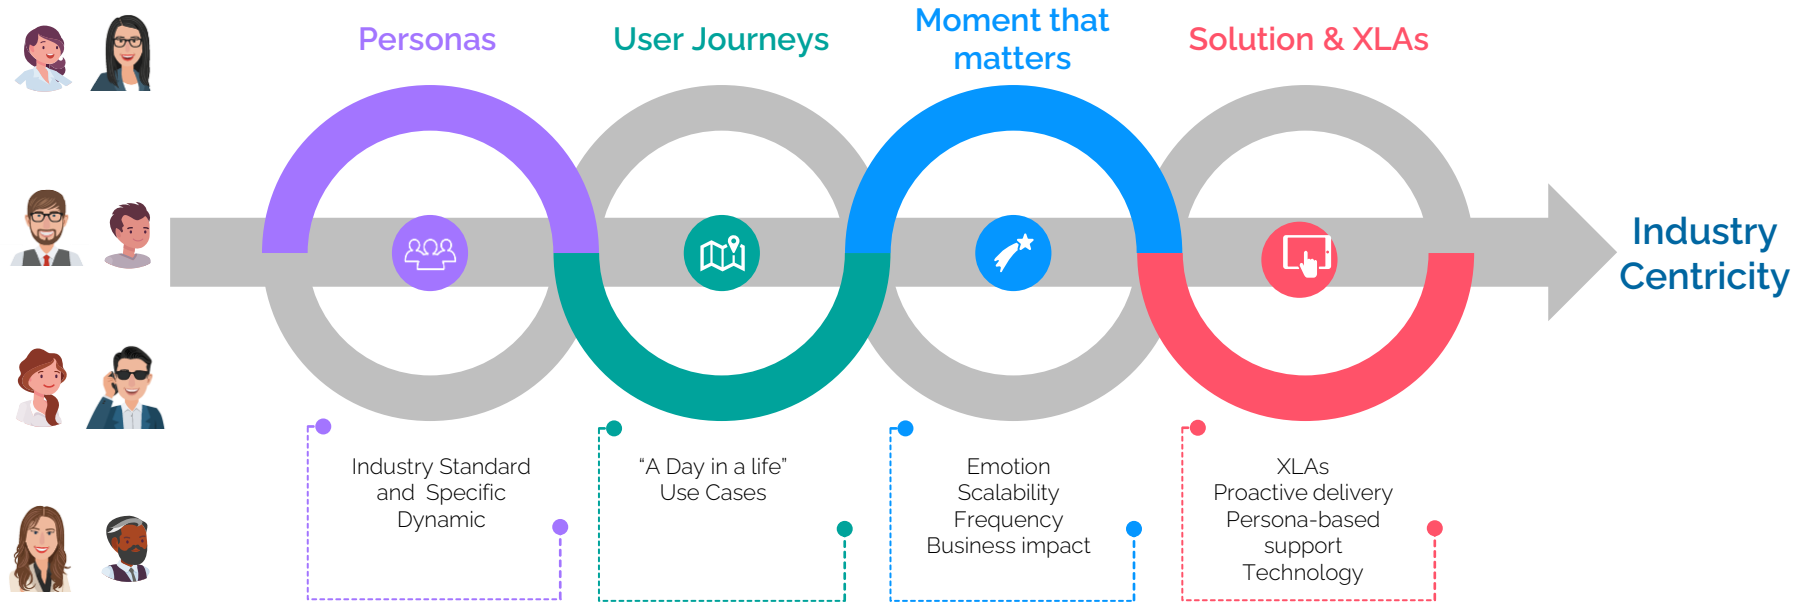 Personas
User Journeys
Moment that
matters
Solution & XLAs
Industry
Centricity
Industry Standard
and Specific
Dynamic
“A Day in a life”
Use Cases
Emotion
Scalability
Frequency
Business impact
XLAs
Proactive delivery
Persona-based
support
Technology